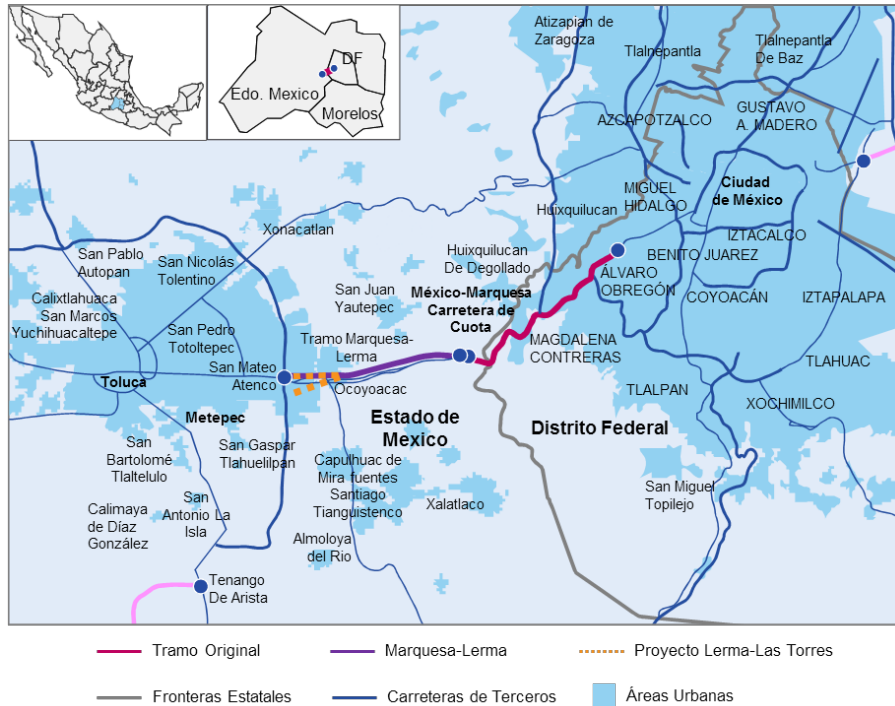 Atizapian de
Zaragoza
Tlalnepantla
Tlalnepantla
De Baz
DF
Edo. Mexico
Morelos
AZCAPOTZALCO
GUSTAVO
A. MADERO
MIGUEL
HIDALGO
Ciudad
de México
Huixquilucan
Xonacatlan
IZTACALCO
BENITO JUAREZ
San Pablo
Autopan
San Nicolás
Tolentino
Huixquilucan
De Degollado
ÁLVARO
OBREGÓN
COYOACÁN
IZTAPALAPA
Calixtlahuaca
San Marcos
Yuchihuacaltepe
San Juan
Yautepec
México-Marquesa
Carretera de
Cuota
San Pedro
Totoltepec
Tramo Marquesa-
Lerma
MAGDALENA
CONTRERAS
TLAHUAC
San Mateo
Atenco
Toluca
Ocoyoacac
TLALPAN
XOCHIMILCO
Metepec
Estado de
Mexico
Distrito Federal
San
Bartolomé
Tlaltelulo
San Gaspar
Tlahuelilpan
Capulhuac de
Mira fuentes
Santiago
Tianguistenco
Xalatlaco
San Miguel
Topilejo
Calimaya
de Díaz
González
San
Antonio La
Isla
Almoloya
del Rio
Tenango
De Arista
Tramo Original
Marquesa-Lerma
Proyecto Lerma-Las Torres
Fronteras Estatales
Carreteras de Terceros
Áreas Urbanas